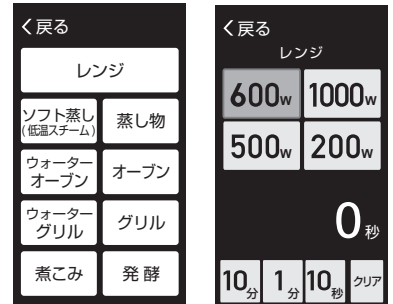 く戻る
レンジ
ソフト蒸し
(低温スチーム)
蒸し物
ウォーター
オーブン
オーブン
ウォーター
グリル
グリル
煮こみ
発酵
く戻る
レンジ
600w
1000w
500w
200w
0秒
10分
1分
10秒
クリア